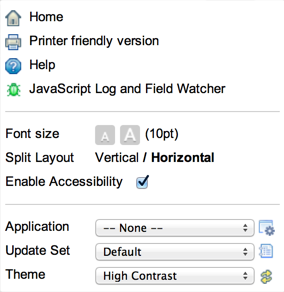 Home
Printer friendly version
Help
JavaScript Log and Field Watcher
Font size A A (10pt)
Split Layout Vertical / Horizontal
Enable Accessibility
Application -- None --
Update Set Default
Theme High Contrast